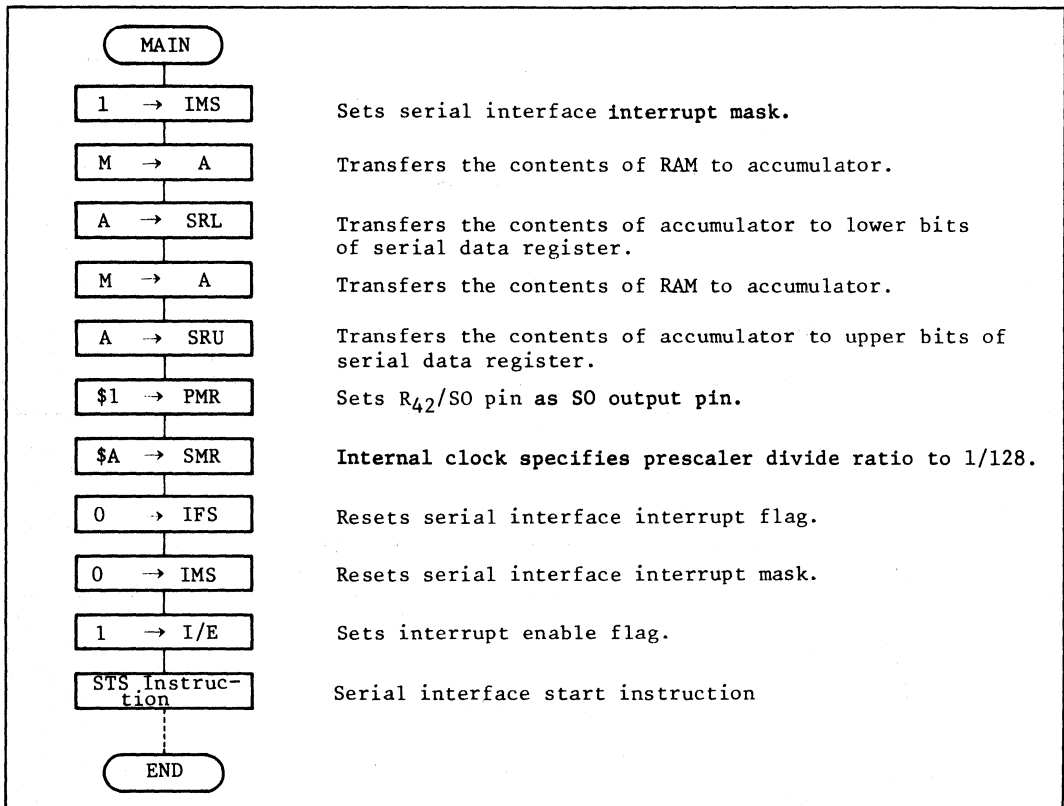 MAIN
1 → IMS
Sets serial interface interrupt mask.
M → A
Transfers the contents of RAM to accumulator.
A → SRL
Transfers the contents of accumulator to lower bits
of serial data register.
M → A
Transfers the contents of RAM to accumulator.
A → SRU
Transfers the contents of accumulator to upper bits of
serial data register.
$1 → PMR
Sets R42/SO pin as SO output pin.
$A → SMR
Internal clock specifies prescaler divide ratio to 1/128.
0 → IFS
Resets serial interface interrupt flag.
0 → IMS
Resets serial interface interrupt mask.
1 → I/E
Sets interrupt enable flag.
STS Instruc-
tion
Serial interface start instruction
END